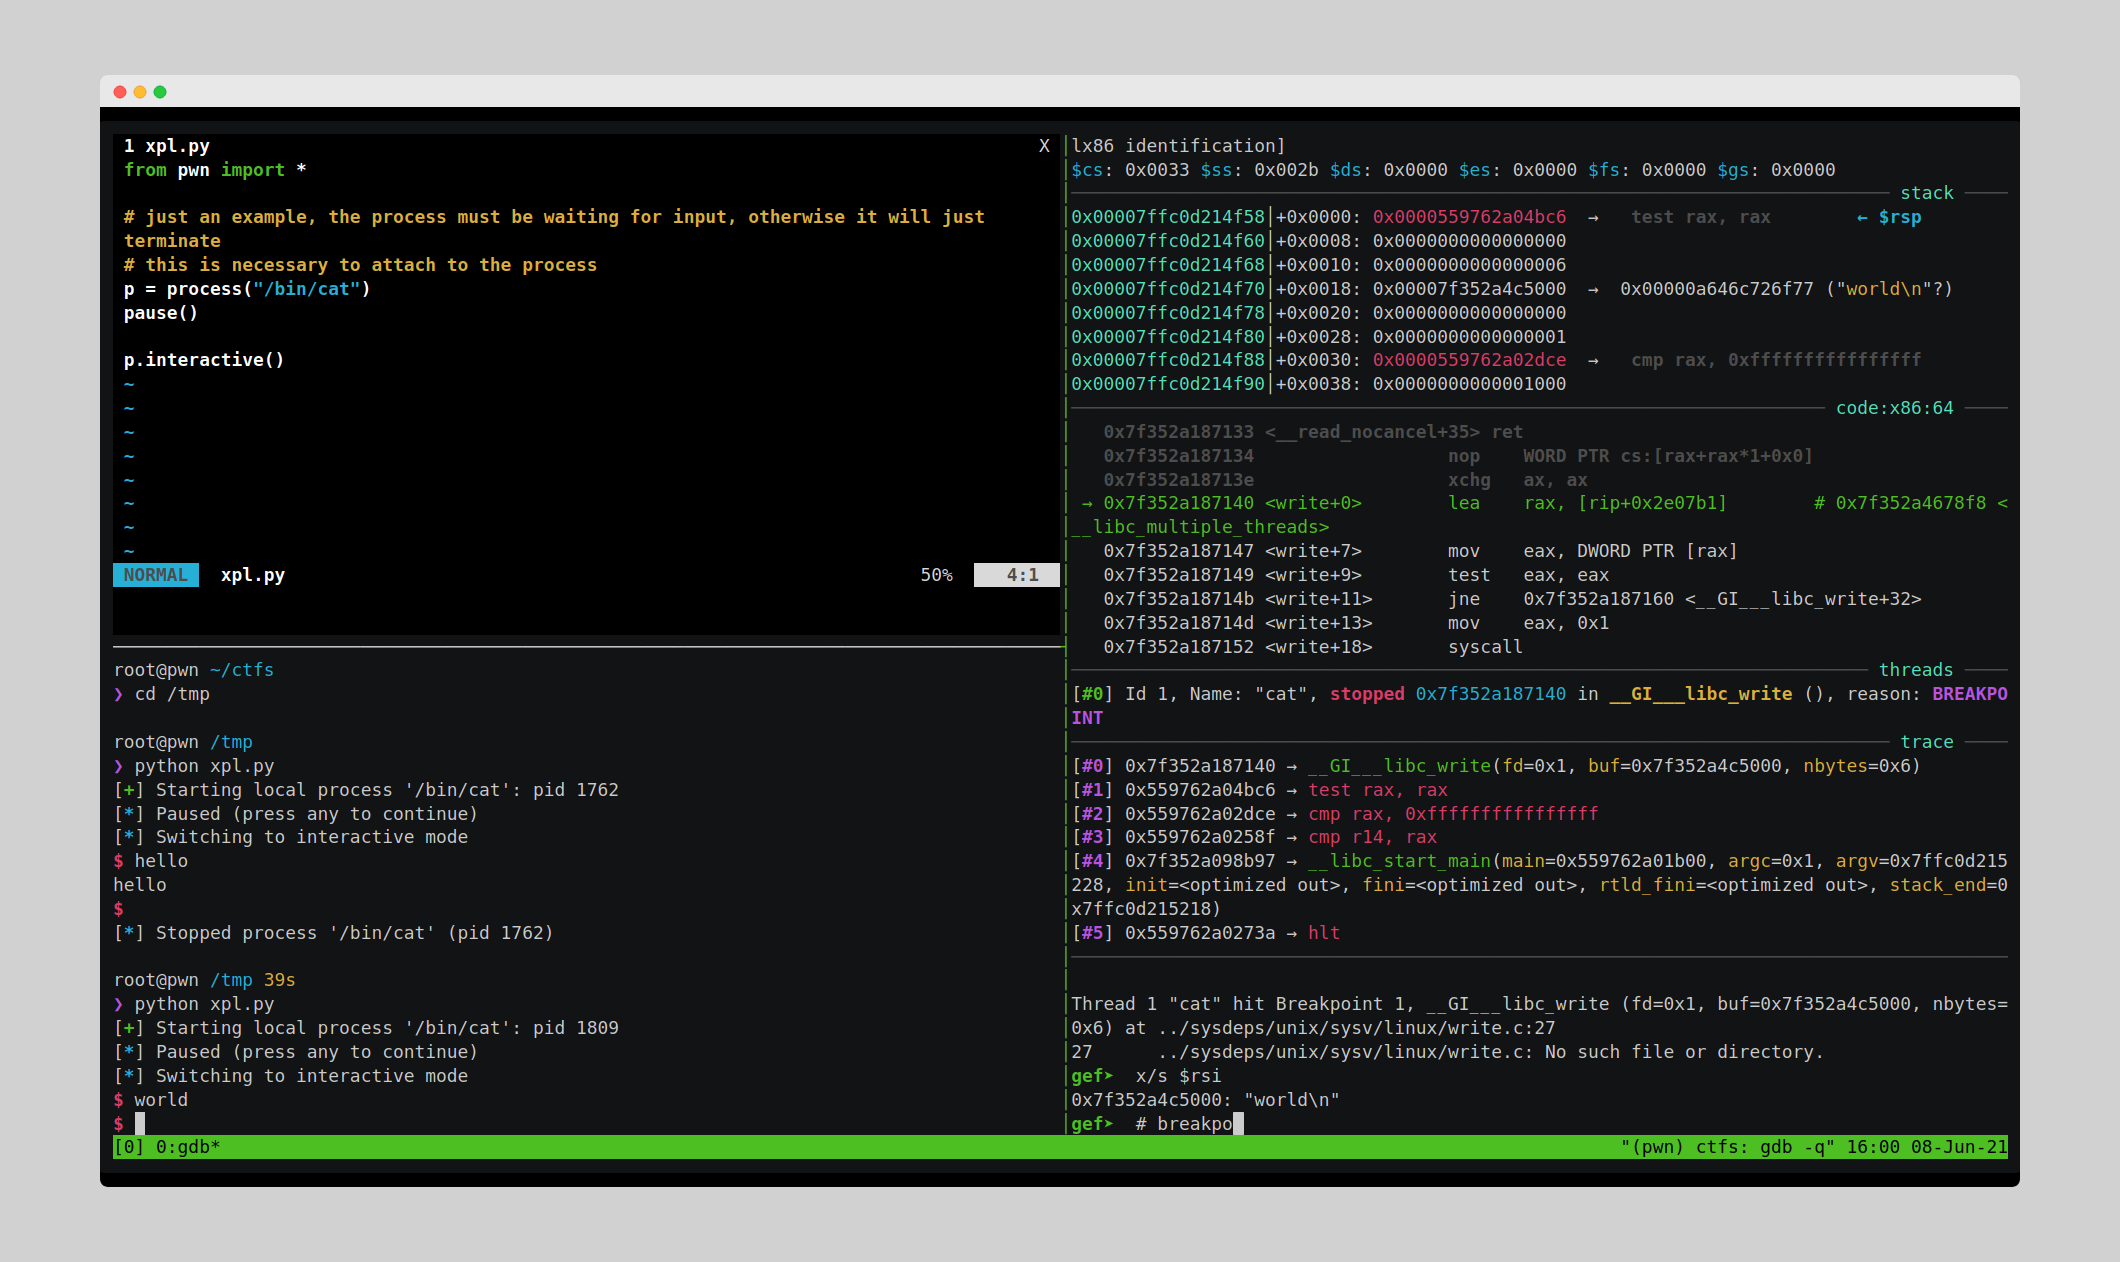 1 xpl.py X
from pwn import *
# just an example, the process must be waiting for input, otherwise it will just
terminate
# this is necessary to attach to the process
p = process("/bin/cat")
pause()
p.interactive()
~
~
~
~
~
~
~
~
NORMAL xpl.py 50% 4:1
root@pwn ~/ctfs
❯ cd /tmp
root@pwn /tmp
❯ python xpl.py
[+] Starting local process '/bin/cat': pid 1762
[*] Paused (press any to continue)
[*] Switching to interactive mode
$ hello
hello
$
[*] Stopped process '/bin/cat' (pid 1762)
root@pwn /tmp 39s
❯ python xpl.py
[+] Starting local process '/bin/cat': pid 1809
[*] Paused (press any to continue)
[*] Switching to interactive mode
$ world
$
lx86 identification]
$cs: 0x0033 $ss: 0x002b $ds: 0x0000 $es: 0x0000 $fs: 0x0000 $gs: 0x0000
stack
0x00007ffc0d214f58│+0x0000: 0x0000559762a04bc6 → test rax, rax ← $rsp
0x00007ffc0d214f60│+0x0008: 0x0000000000000000
0x00007ffc0d214f68│+0x0010: 0x0000000000000006
0x00007ffc0d214f70│+0x0018: 0x00007f352a4c5000 → 0x00000a646c726f77 ("world\n"?)
0x00007ffc0d214f78│+0x0020: 0x0000000000000000
0x00007ffc0d214f80│+0x0028: 0x0000000000000001
0x00007ffc0d214f88│+0x0030: 0x0000559762a02dce → cmp rax, 0xffffffffffffffff
0x00007ffc0d214f90│+0x0038: 0x0000000000001000
code:x86:64
0x7f352a187133 <__read_nocancel+35> ret
0x7f352a187134 nop WORD PTR cs:[rax+rax*1+0x0]
0x7f352a18713e xchg ax, ax
→ 0x7f352a187140 <write+0> lea rax, [rip+0x2e07b1] # 0x7f352a4678f8 <
__libc_multiple_threads>
0x7f352a187147 <write+7> mov eax, DWORD PTR [rax]
0x7f352a187149 <write+9> test eax, eax
0x7f352a18714b <write+11> jne 0x7f352a187160 <__GI___libc_write+32>
0x7f352a18714d <write+13> mov eax, 0x1
0x7f352a187152 <write+18> syscall
threads
[#0] Id 1, Name: "cat", stopped 0x7f352a187140 in __GI___libc_write (), reason: BREAKPO
INT
trace
[#0] 0x7f352a187140 → __GI___libc_write(fd=0x1, buf=0x7f352a4c5000, nbytes=0x6)
[#1] 0x559762a04bc6 → test rax, rax
[#2] 0x559762a02dce → cmp rax, 0xffffffffffffffff
[#3] 0x559762a0258f → cmp r14, rax
[#4] 0x7f352a098b97 → __libc_start_main(main=0x559762a01b00, argc=0x1, argv=0x7ffc0d215
228, init=<optimized out>, fini=<optimized out>, rtld_fini=<optimized out>, stack_end=0
x7ffc0d215218)
[#5] 0x559762a0273a → hlt
Thread 1 "cat" hit Breakpoint 1, __GI___libc_write (fd=0x1, buf=0x7f352a4c5000, nbytes=
0x6) at ../sysdeps/unix/sysv/linux/write.c:27
27 ../sysdeps/unix/sysv/linux/write.c: No such file or directory.
gef➤ x/s $rsi
0x7f352a4c5000: "world\n"
gef➤ # breakpo
[0] 0:gdb* "(pwn) ctfs: gdb -q" 16:00 08-Jun-21